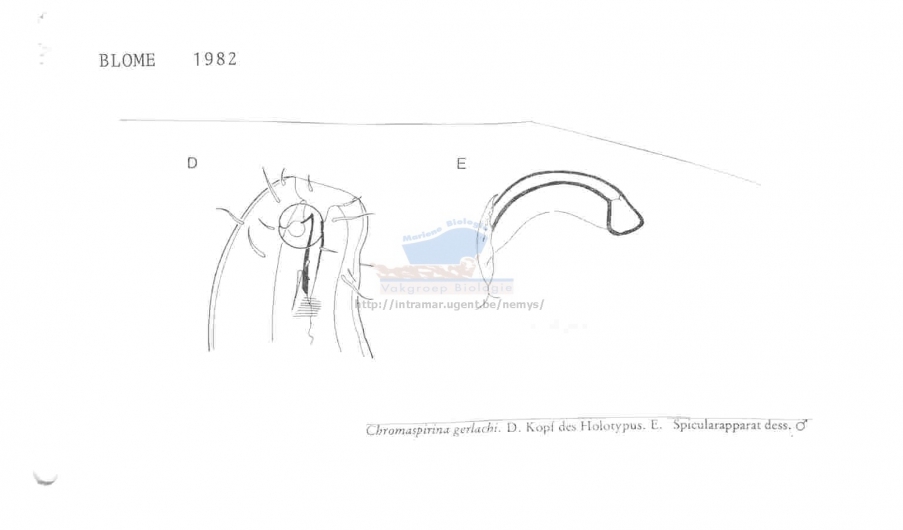 BLOME 1982
D
E
Mariene Biologie
Vakgroep Biologie
http://intramar.ugent.be/nemys/
Chromaspirina gerlachi. D. Kopf des Holotypus. E. Spicularapparat dess. ♂